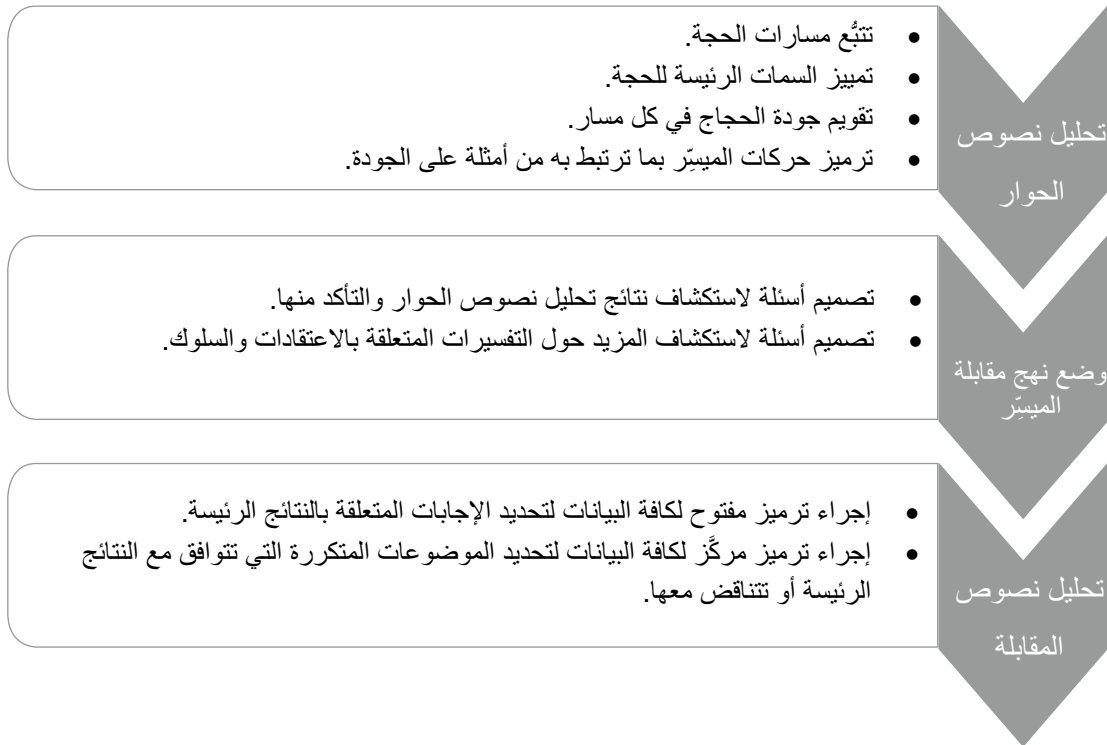 تحليل نصوص
الحوار
• تتبُّع مسارات الحجة.
• تمييز السمات الرئيسة للحجة.
• تقويم جودة الحجاج في كل مسار.
• ترميز حركات الميسِّر بما ترتبط به من أمثلة على الجودة.
وضع نهج مقابلة
الميسِّر
• تصميم أسئلة لاستكشاف نتائج تحليل نصوص الحوار والتأكد منها.
• تصميم أسئلة لاستكشاف المزيد حول التفسيرات المتعلقة بالاعتقادات والسلوك.
تحليل نصوص
المقابلة
• إجراء ترميز مفتوح لكافة البيانات لتحديد الإجابات المتعلقة بالنتائج الرئيسة.
• إجراء ترميز مركَّز لكافة البيانات لتحديد الموضوعات المتكررة التي تتوافق مع النتائج
الرئيسة أو تتناقض معها.